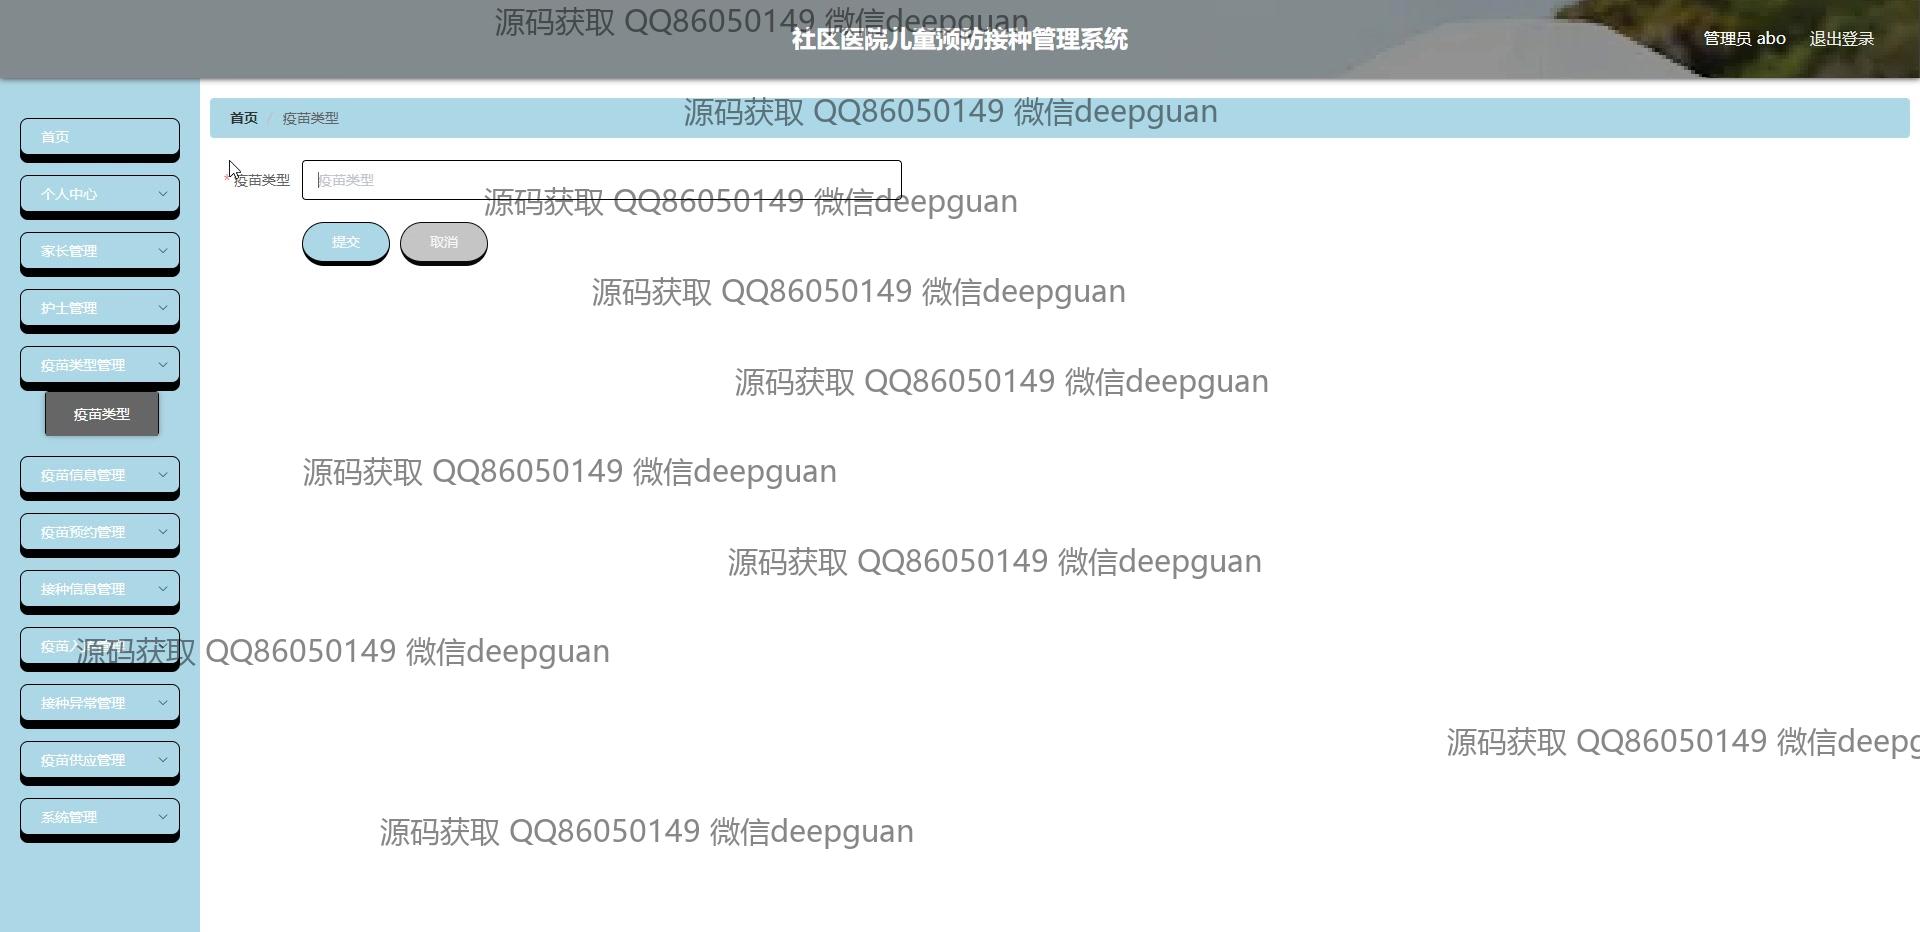 源码获取 QQ86050149 微信deepguan
社区医院儿童预防接种管理系统
管理员 abo
退出登录
首页
个人中心
家长管理
护士管理
疫苗类型管理
疫苗类型
疫苗信息管理
疫苗预约管理
接种信息管理
疫苗入
接种异常管理
疫苗供应管理
系统管理
首页 / 疫苗类型
源码获取 QQ86050149 微信deepguan
* 疫苗类型
疫苗类型
源码获取 QQ86050149 微信deepguan
提交
取消
源码获取 QQ86050149 微信deepguan
源码获取 QQ86050149 微信deepguan
源码获取 QQ86050149 微信deepguan
源码获取 QQ86050149 微信deepguan
源码获取 QQ86050149 微信deepguan
源码获取 QQ86050149 微信deepg
源码获取 QQ86050149 微信deepguan